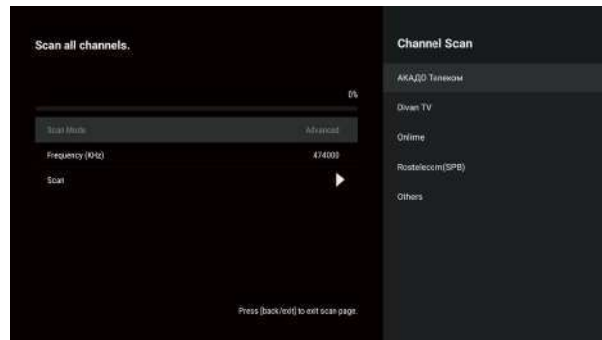 Scan all channels.
0%
Scan Mode Advanced
Frequency (KHz) 474000
Scan
Press [back/exit] to exit scan page.
Channel Scan
АКАДО Телеком
Divan TV
Onlime
Rostelecom(SPB)
Others